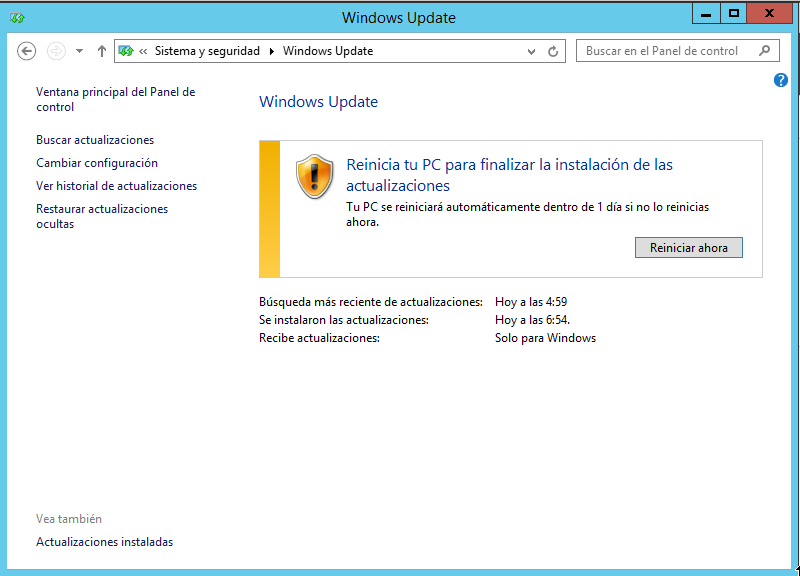 Windows Update
« Sistema y seguridad Windows Update
Buscar en el Panel de control
Ventana principal del Panel de
control
Buscar actualizaciones
Cambiar configuración
Ver historial de actualizaciones
Restaurar actualizaciones
ocultas
Windows Update
Reinicia tu PC para finalizar la instalación de las
actualizaciones
Tu PC se reiniciará automáticamente dentro de 1 día si no lo reinicias
ahora.
Reiniciar ahora
Búsqueda más reciente de actualizaciones: Hoy a las 4:59
Se instalaron las actualizaciones: Hoy a las 6:54.
Recibe actualizaciones: Solo para Windows
Vea también
Actualizaciones instaladas